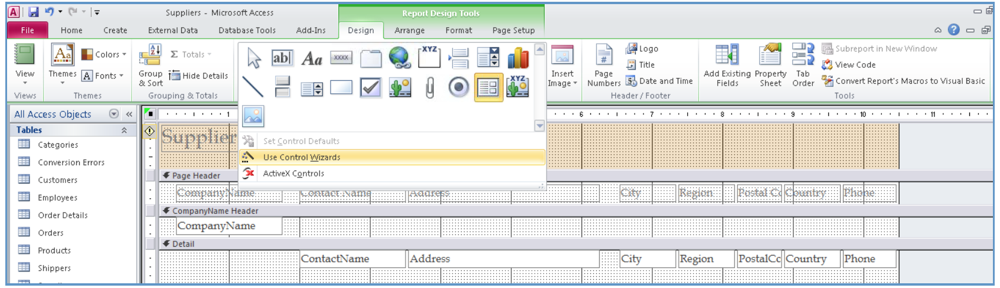 Suppliers - Microsoft Access
Report Design Tools
File Home Create External Data Database Tools Add-Ins Design Arrange Format Page Setup
View
Views
Aa
Themes
Colors
A Fonts
Themes
Group & Sort
Σ Totals
Hide Details
Grouping & Totals
ab| Aa XXXX XYZ
XYZ
Set Control Defaults
Use Control Wizards
ActiveX Controls
Insert Image
Page Numbers
Logo
Title
Date and Time
Header / Footer
Add Existing Fields
Property Sheet
Tab Order
Subreport in New Window
View Code
Convert Report's Macros to Visual Basic
Tools
All Access Objects
Tables
Categories
Conversion Errors
Customers
Employees
Order Details
Orders
Products
Shippers
1 6 7 8 9 10 11
Supplier
Page Header
CompanyName Contact Name Address City Region Postal Co Country Phone
CompanyName Header
CompanyName
Detail
ContactName Address City Region PostalCc Country Phone